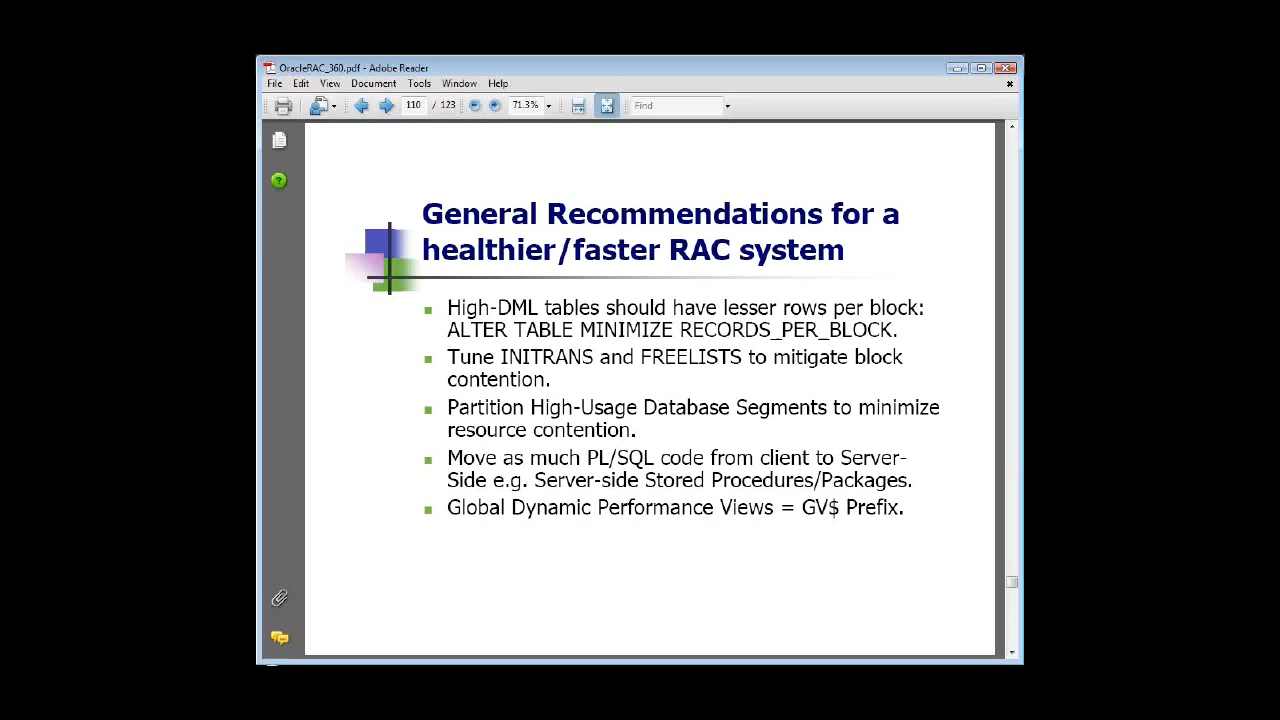 OracleRAC_360.pdf - Adobe Reader
File Edit View Document Tools Window Help
110 / 123 71.3% Find
General Recommendations for a
healthier/faster RAC system
High-DML tables should have lesser rows per block:
ALTER TABLE MINIMIZE RECORDS_PER_BLOCK.
Tune INITRANS and FREELISTS to mitigate block
contention.
Partition High-Usage Database Segments to minimize
resource contention.
Move as much PL/SQL code from client to Server-
Side e.g. Server-side Stored Procedures/Packages.
Global Dynamic Performance Views = GV$ Prefix.